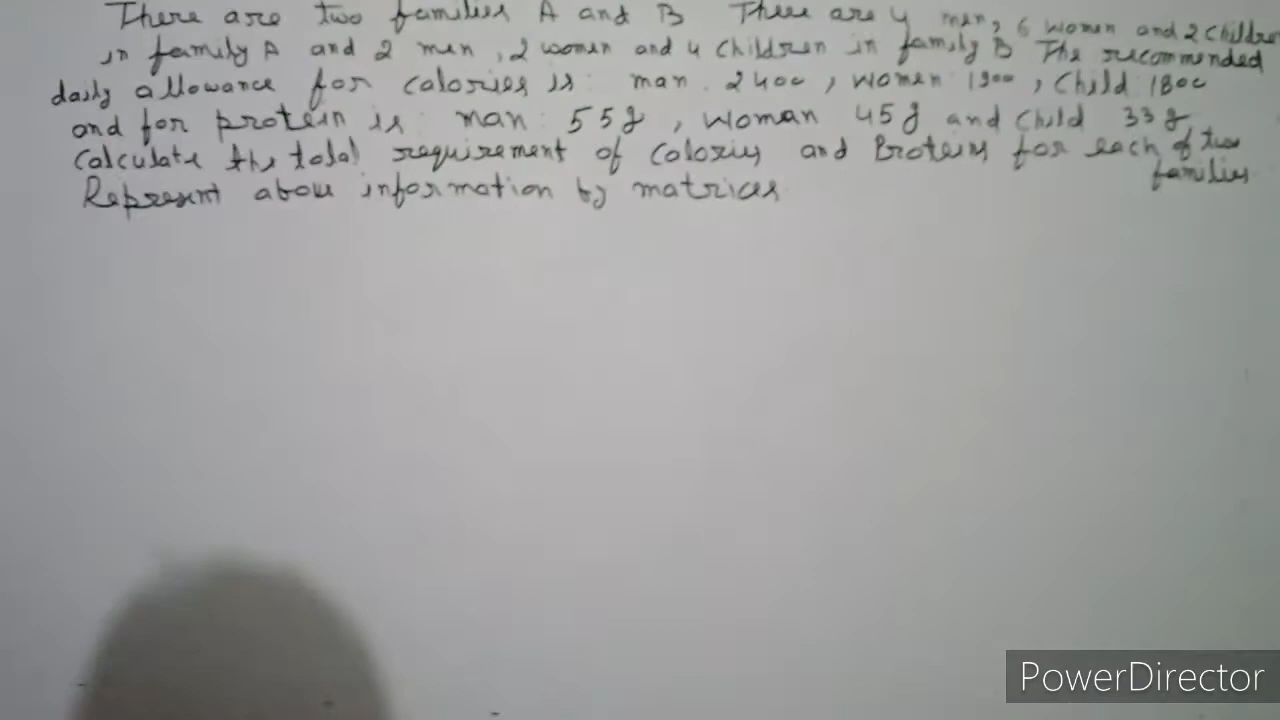 There are two families A and B There are 4 men, 6 women and 2 children
in family A and 2 men, 2 women and 4 children in family B The recommended
daily allowance for calories is: man. 2400, women 1900, child 1800
and for protein is: man: 55g, woman 45g and child 33g
Calculate the total requirement of Calories and Proteins for each of two
families
Represent above information by matrices
PowerDirector